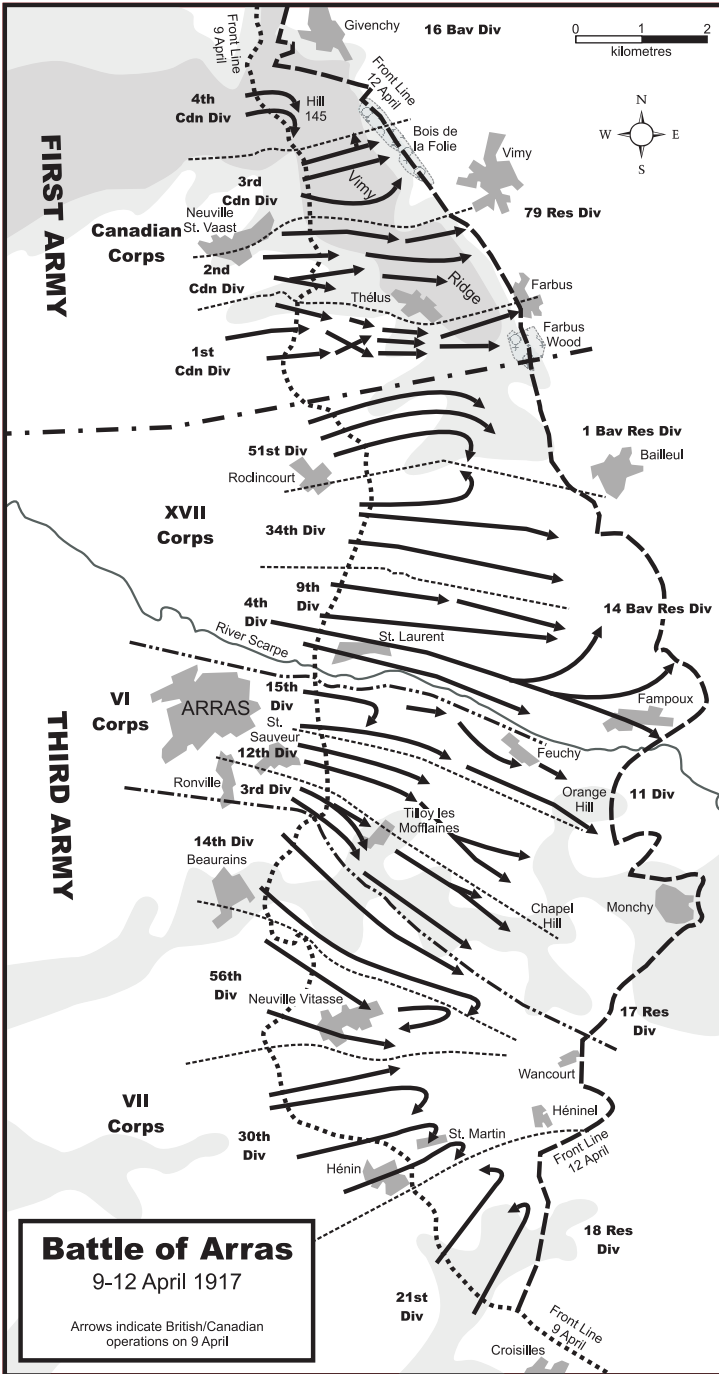 Front Line
9 April
Givenchy
16 Bav Div
0 1 2
kilometres
Front Line
12 April
4th
Cdn Div
Hill
145
Bois de
la Folie
N
W E
S
Vimy
FIRST ARMY
3rd
Cdn Div
Vimy
Neuville
St. Vaast
79 Res Div
Canadian
Corps
2nd
Cdn Div
Ridge
Thélus
Farbus
Farbus
Wood
1st
Cdn Div
51st Div
1 Bav Res Div
Roclincourt
Bailleul
XVII
Corps
34th Div
9th
Div
4th
Div
14 Bav Res Div
River Scarpe
St. Laurent
VI
Corps
ARRAS
15th
Div
Fampoux
St.
Sauveur
12th Div
Feuchy
THIRD ARMY
Ronville
3rd Div
Orange
Hill
11 Div
Tilloy les
Mofflaines
14th Div
Beaurains
Chapel
Hill
Monchy
56th
Div
Neuville Vitasse
17 Res
Div
Wancourt
VII
Corps
Héninel
30th
Div
St. Martin
Front Line
12 April
Hénin
18 Res
Div
Battle of Arras
9-12 April 1917
Arrows indicate British/Canadian
operations on 9 April
21st
Div
Front Line
9 April
Croisilles